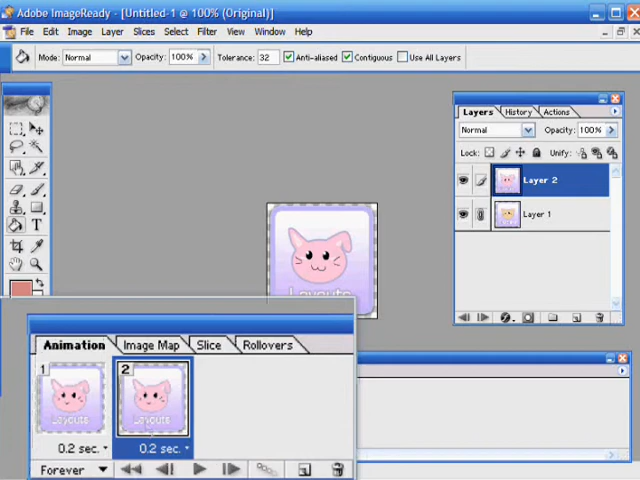 Adobe ImageReady - [Untitled-1 @ 100% (Original)]
File Edit Image Layer Slices Select Filter View Window Help
Mode: Normal Opacity: 100% Tolerance: 32 Anti-aliased Contiguous Use All Layers
Layers History Actions
Normal Opacity: 100%
Lock: Unify:
Layer 2
Layer 1
Layouts
Animation Image Map Slice Rollovers
1 2
Layouts Layouts
0.2 sec. 0.2 sec.
Forever